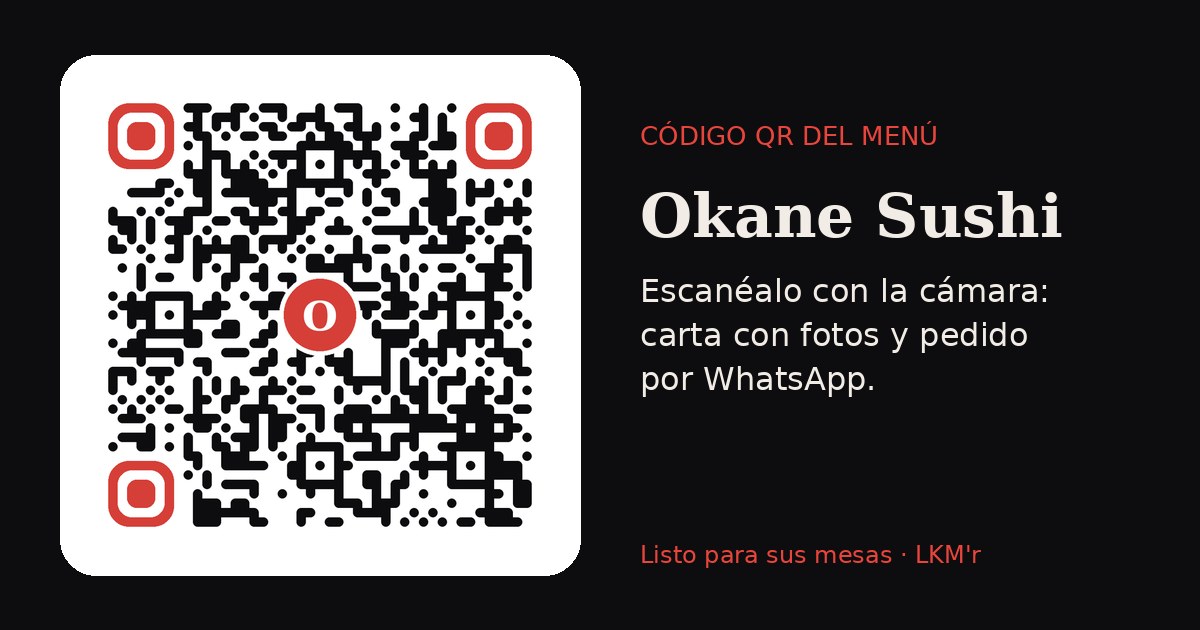 CÓDIGO QR DEL MENÚ
Okane Sushi
Escanéalo con la cámara:
carta con fotos y pedido
por WhatsApp.
O
Listo para sus mesas · LKM'r